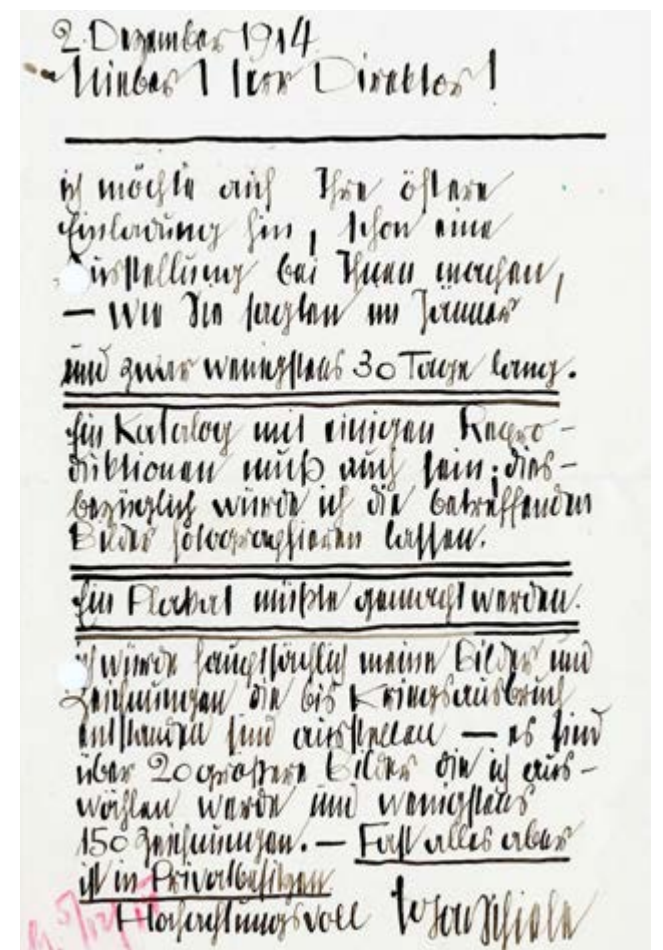 2. Dezember 1914.
Lieber Herr Direktor!
ich möchte auf Ihre öftere
Einladung hin, schon eine
Ausstellung bei Ihnen machen,
— wie Sie sagten im Jänner
und zwar wenigstens 30 Tage lang.
Ein Katalog mit einigen Repro-
duktionen muß auch sein; dies-
bezüglich würde ich die betreffenden
Bilder fotographieren lassen.
Ein Plakat müßte gemacht werden.
ich würde hauptsächlich meine Bilder und
Zeichnungen die bis Kriegsausbruch
entstanden sind ausstellen — es sind
über 20 größere Bilder die ich aus-
wählen werde und wenigstens
150 Zeichnungen. — Fast alles aber
ist in Privatbesitzen
Hochachtungsvoll Egon Schiele